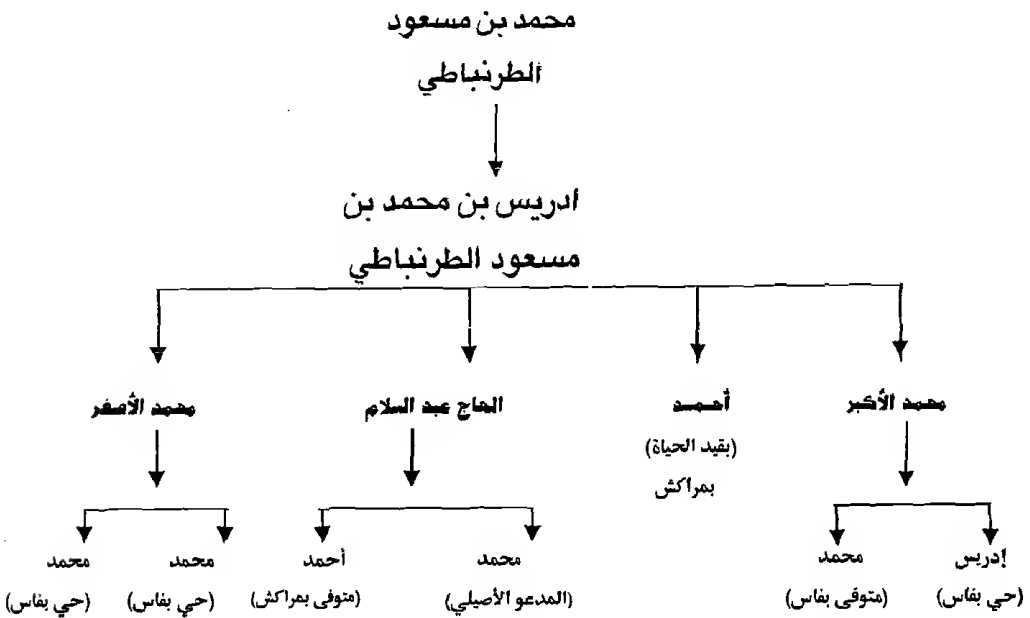 محمد بن مسعود
الطرنباطي
ادريس بن محمد بن
مسعود الطرنباطي
محمد الأكبر
أحمد
الحاج عبد السلام
محمد الأصغر
(بقيد الحياة)
بمراكش
إدريس
محمد
محمد
أحمد
محمد
محمد
(حي بفاس)
(متوفى بفاس)
(المدعو الأصيلي)
(متوفى بمراكش)
(حي بفاس)
(حي بفاس)